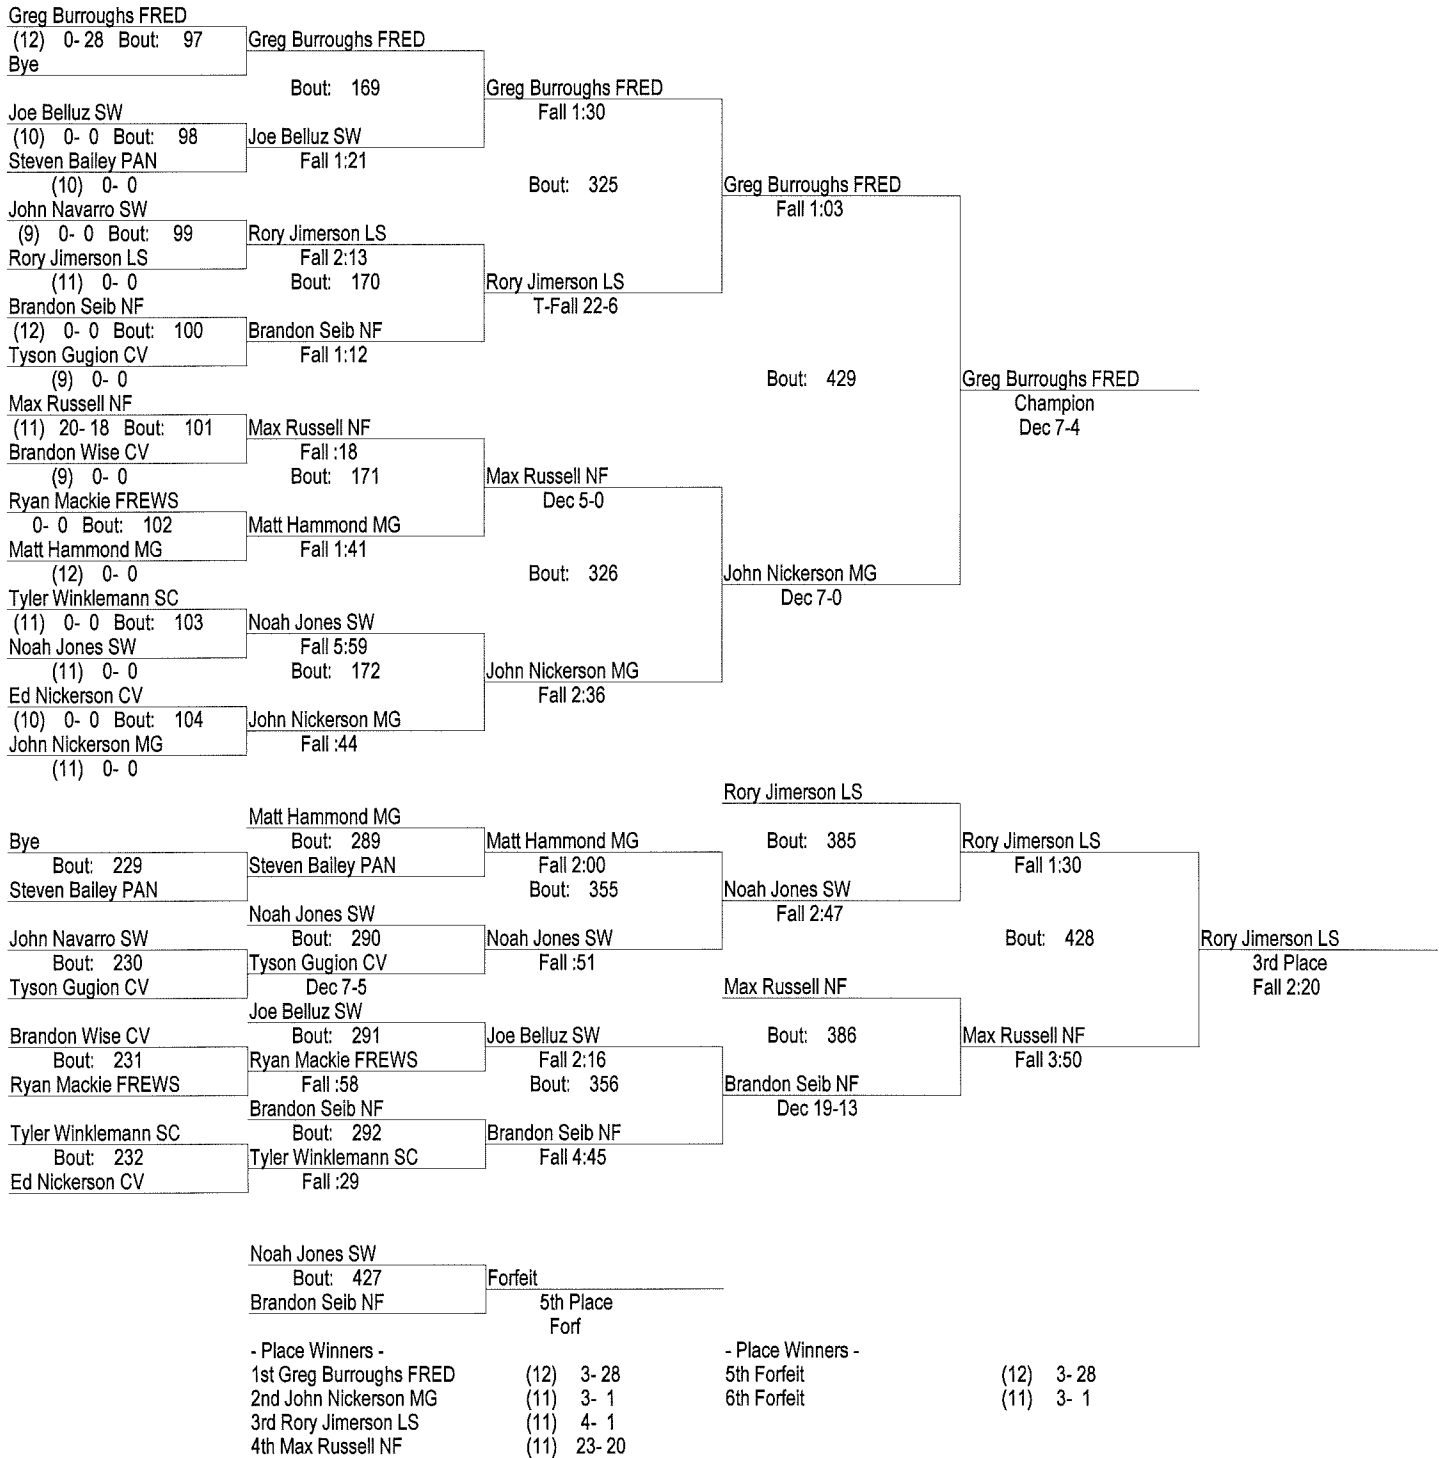 Greg Burroughs FRED
(12) 0- 28 Bout: 97
Bye
Greg Burroughs FRED
Bout: 169
Joe Belluz SW
(10) 0- 0 Bout: 98
Steven Bailey PAN
(10) 0- 0
Joe Belluz SW
Fall 1:21
Greg Burroughs FRED
Fall 1:30
Bout: 325
John Navarro SW
(9) 0- 0 Bout: 99
Rory Jimerson LS
(11) 0- 0
Rory Jimerson LS
Fall 2:13
Bout: 170
Brandon Seib NF
(12) 0- 0 Bout: 100
Tyson Gugion CV
(9) 0- 0
Brandon Seib NF
Fall 1:12
Rory Jimerson LS
T-Fall 22-6
Greg Burroughs FRED
Fall 1:03
Bout: 429
Max Russell NF
(11) 20- 18 Bout: 101
Brandon Wise CV
(9) 0- 0
Max Russell NF
Fall :18
Bout: 171
Ryan Mackie FREWS
0- 0 Bout: 102
Matt Hammond MG
(12) 0- 0
Matt Hammond MG
Fall 1:41
Max Russell NF
Dec 5-0
Bout: 326
Tyler Winklemann SC
(11) 0- 0 Bout: 103
Noah Jones SW
(11) 0- 0
Noah Jones SW
Fall 5:59
Bout: 172
Ed Nickerson CV
(10) 0- 0 Bout: 104
John Nickerson MG
(11) 0- 0
John Nickerson MG
Fall :44
John Nickerson MG
Fall 2:36
John Nickerson MG
Dec 7-0
Greg Burroughs FRED
Champion
Dec 7-4
Bye
Bout: 229
Steven Bailey PAN
Matt Hammond MG
Bout: 289
Steven Bailey PAN
Matt Hammond MG
Fall 2:00
Bout: 355
John Navarro SW
Bout: 230
Tyson Gugion CV
Noah Jones SW
Bout: 290
Tyson Gugion CV
Dec 7-5
Noah Jones SW
Fall :51
Rory Jimerson LS
Bout: 385
Noah Jones SW
Fall 2:47
Rory Jimerson LS
Fall 1:30
Bout: 428
Brandon Wise CV
Bout: 231
Ryan Mackie FREWS
Joe Belluz SW
Bout: 291
Ryan Mackie FREWS
Fall :58
Joe Belluz SW
Fall 2:16
Bout: 356
Tyler Winklemann SC
Bout: 232
Ed Nickerson CV
Brandon Seib NF
Bout: 292
Tyler Winklemann SC
Fall :29
Brandon Seib NF
Fall 4:45
Max Russell NF
Bout: 386
Brandon Seib NF
Dec 19-13
Max Russell NF
Fall 3:50
Rory Jimerson LS
3rd Place
Fall 2:20
Noah Jones SW
Bout: 427
Brandon Seib NF
Forfeit
5th Place
Forf
- Place Winners -
1st Greg Burroughs FRED (12) 3- 28
2nd John Nickerson MG (11) 3- 1
3rd Rory Jimerson LS (11) 4- 1
4th Max Russell NF (11) 23- 20
- Place Winners -
5th Forfeit (12) 3- 28
6th Forfeit (11) 3- 1